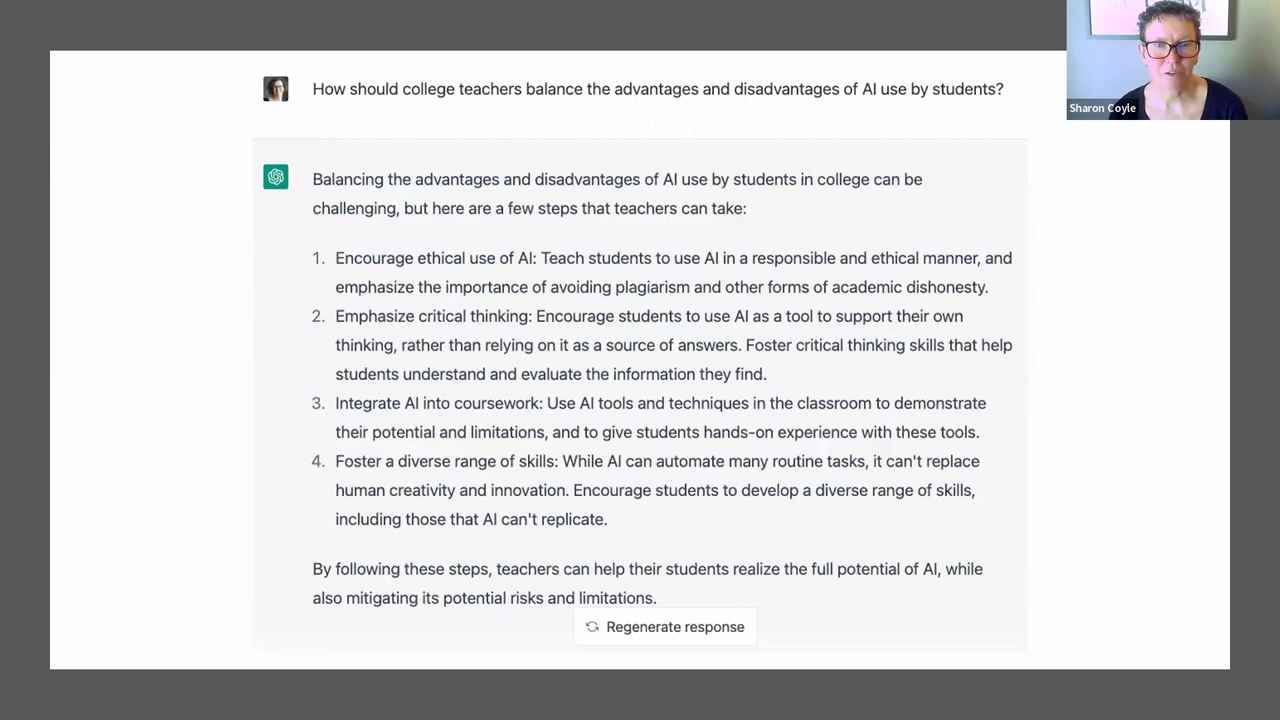 How should college teachers balance the advantages and disadvantages of AI use by students?
Sharon Coyle
Balancing the advantages and disadvantages of AI use by students in college can be
challenging, but here are a few steps that teachers can take:
1. Encourage ethical use of AI: Teach students to use AI in a responsible and ethical manner, and
emphasize the importance of avoiding plagiarism and other forms of academic dishonesty.
2. Emphasize critical thinking: Encourage students to use AI as a tool to support their own
thinking, rather than relying on it as a source of answers. Foster critical thinking skills that help
students understand and evaluate the information they find.
3. Integrate AI into coursework: Use AI tools and techniques in the classroom to demonstrate
their potential and limitations, and to give students hands-on experience with these tools.
4. Foster a diverse range of skills: While AI can automate many routine tasks, it can't replace
human creativity and innovation. Encourage students to develop a diverse range of skills,
including those that AI can't replicate.
By following these steps, teachers can help their students realize the full potential of AI, while
also mitigating its potential risks and limitations.
Regenerate response